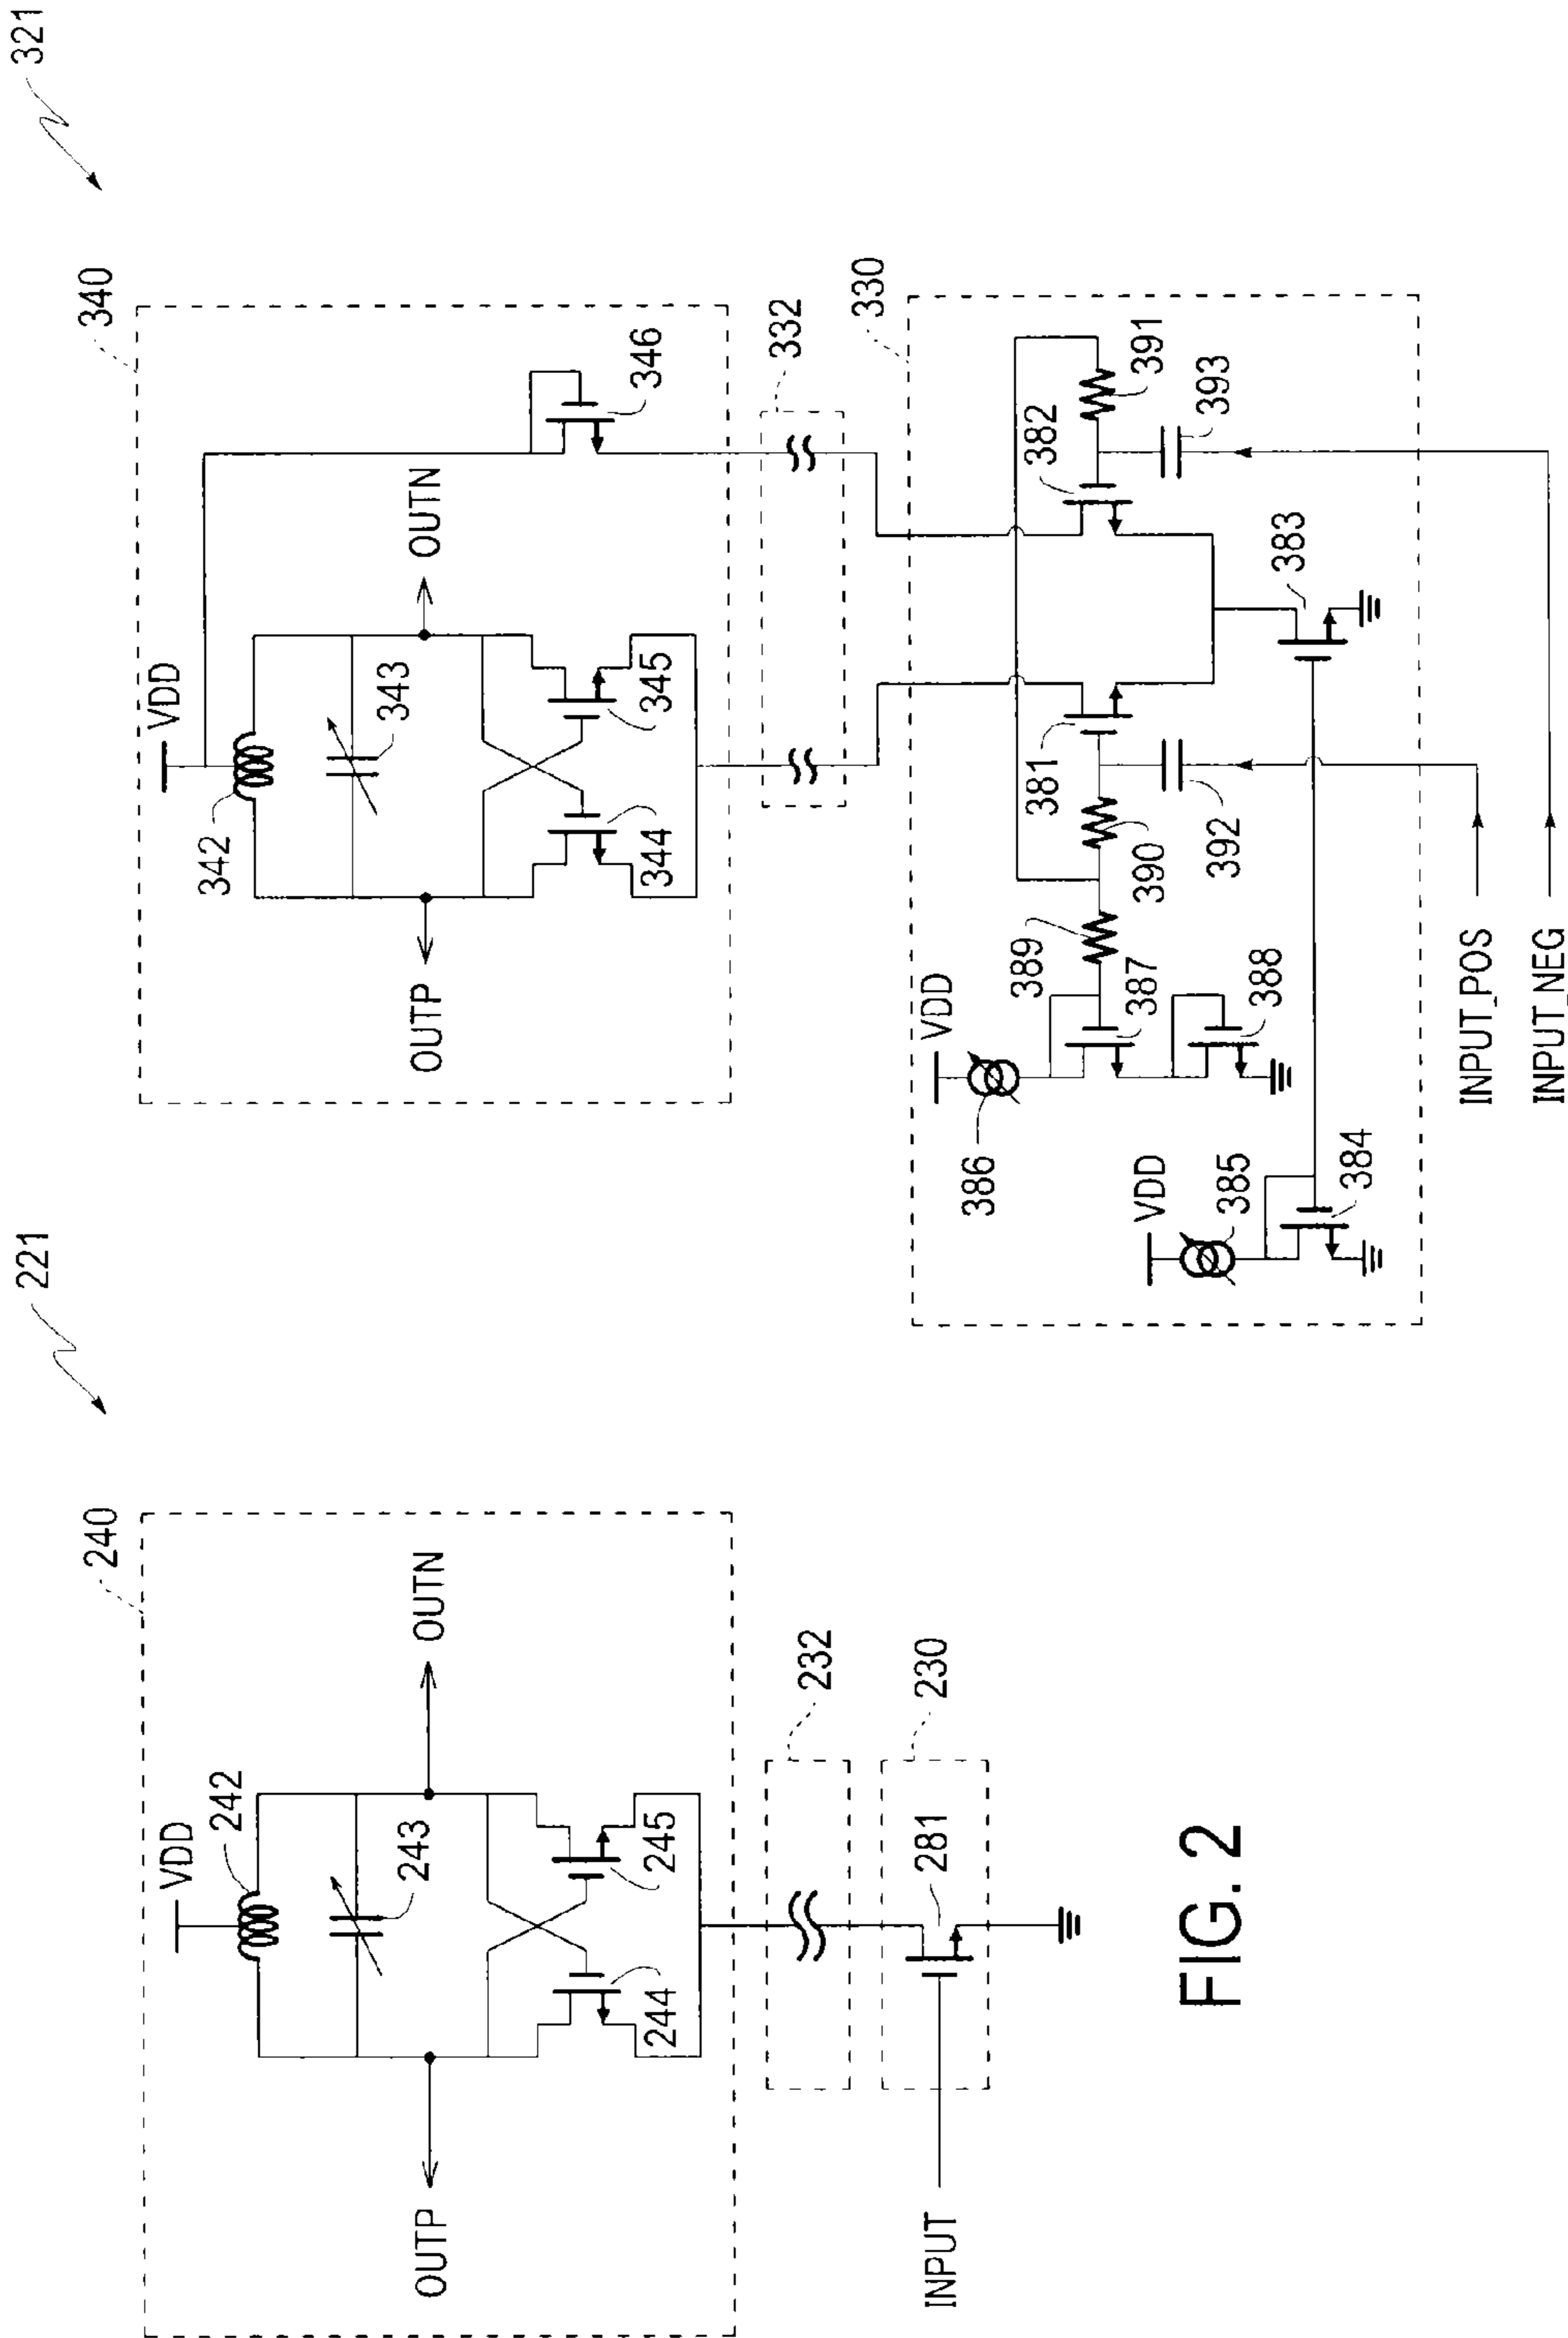 221
240
VDD
242
243
OUTP
OUTN
244
245
232
230
281
INPUT
FIG. 2
321
340
VDD
342
343
OUTP
OUTN
344
345
346
332
330
VDD
386
389
387
388
390
381
392
382
391
393
383
VDD
385
384
INPUT_POS
INPUT_NEG